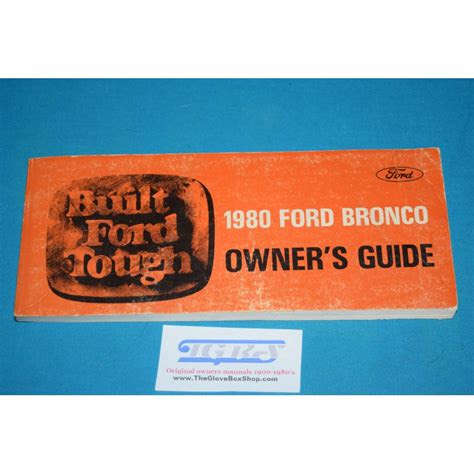 Built
Ford
Tough
Ford
1980 FORD BRONCO
OWNER'S GUIDE
TGBS
Original owners manuals 1900-1980's
www.TheGloveBoxShop.com